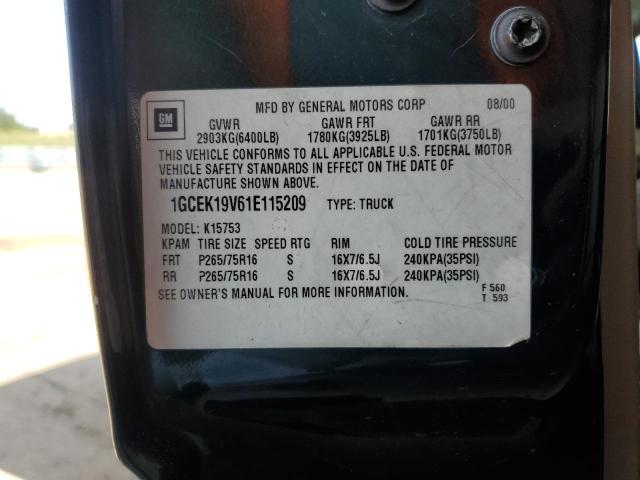 MFD BY GENERAL MOTORS CORP 08/00
GM
GVWR GAWR FRT GAWR RR
2903KG(6400LB) 1780KG(3925LB) 1701KG(3750LB)
THIS VEHICLE CONFORMS TO ALL APPLICABLE U.S. FEDERAL MOTOR
VEHICLE SAFETY STANDARDS IN EFFECT ON THE DATE OF
MANUFACTURE SHOWN ABOVE.
1GCEK19V61E115209 TYPE: TRUCK
MODEL: K15753
KPAM TIRE SIZE SPEED RTG RIM COLD TIRE PRESSURE
FRT P265/75R16 S 16X7/6.5J 240KPA(35PSI)
RR P265/75R16 S 16X7/6.5J 240KPA(35PSI)
SEE OWNER'S MANUAL FOR MORE INFORMATION.
F 560
T 593